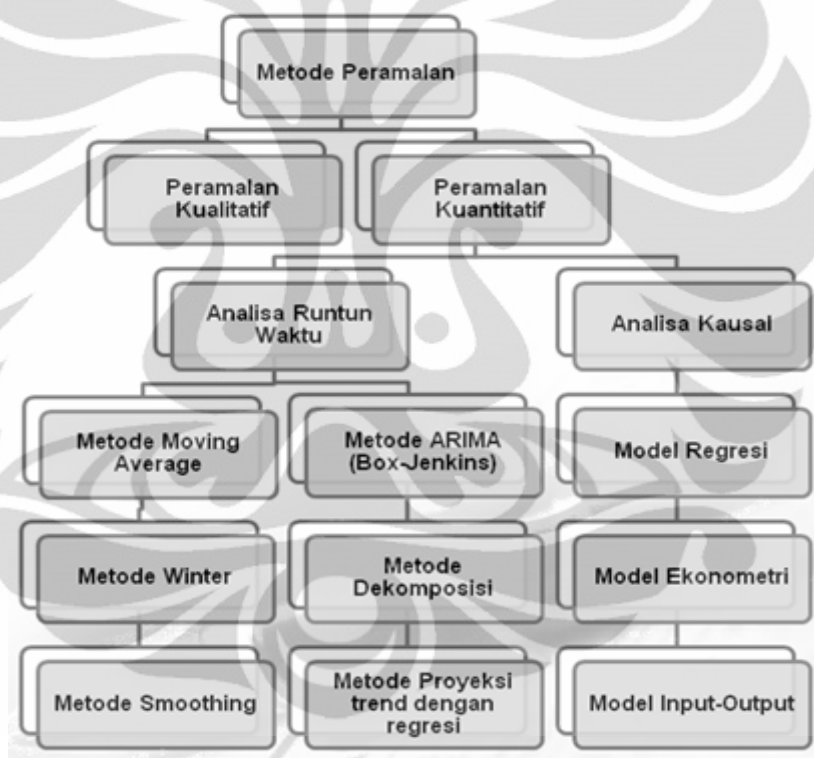 Metode Peramalan
Peramalan
Kualitatif
Peramalan
Kuantitatif
Analisa Runtun
Waktu
Analisa Kausal
Metode Moving
Average
Metode ARIMA
(Box-Jenkins)
Model Regresi
Metode Winter
Metode
Dekomposisi
Model Ekonometri
Metode Smoothing
Metode Proyeksi
trend dengan
regresi
Model Input-Output